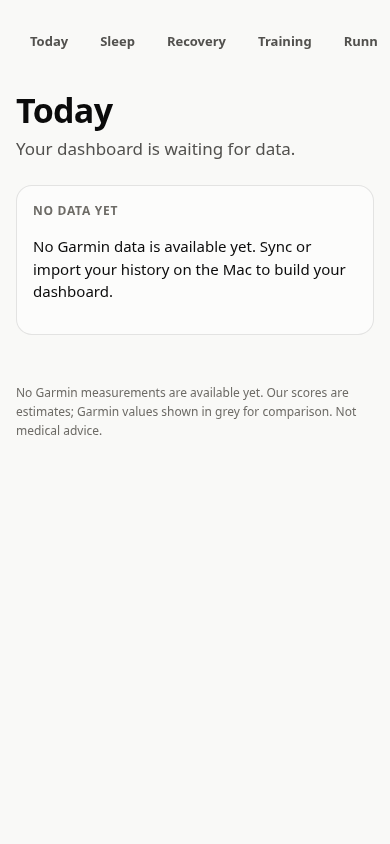 Today Sleep Recovery Training Runn
Today
Your dashboard is waiting for data.
NO DATA YET
No Garmin data is available yet. Sync or
import your history on the Mac to build your
dashboard.
No Garmin measurements are available yet. Our scores are
estimates; Garmin values shown in grey for comparison. Not
medical advice.